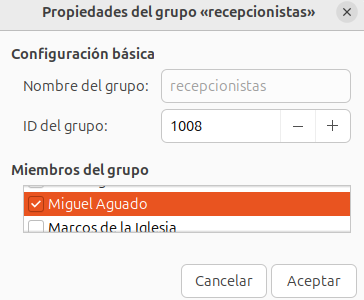 Propiedades del grupo «recepcionistas»
Configuración básica
Nombre del grupo: recepcionistas
ID del grupo: 1008
Miembros del grupo
Miguel Aguado
Marcos de la Iglesia
Cancelar Aceptar